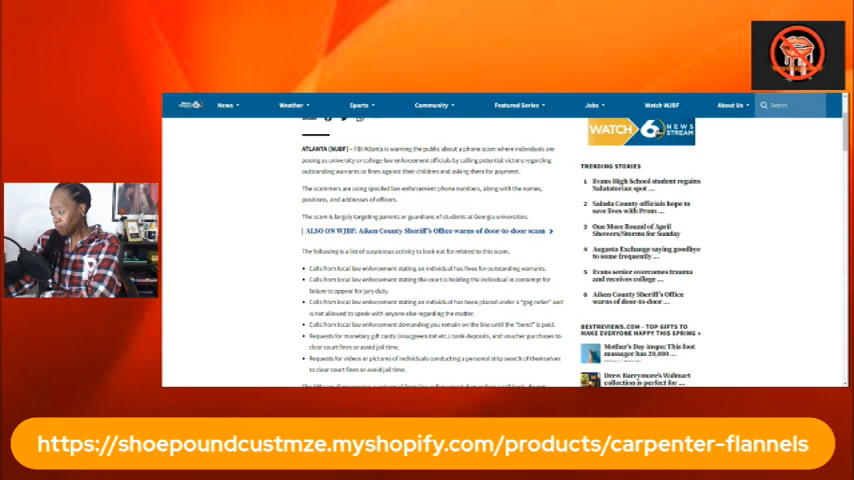 News
Weather
Sports
Community
Featured Series
Jobs
Watch WJBF
About Us
Search
ATLANTA (WJBF) – FBI Atlanta is warning the public about a phone scam where individuals are
posing as university or college law enforcement officials by calling potential victims regarding
outstanding warrants or fines against their children and asking them for payment.
The scammers are using spoofed law enforcement phone numbers, along with the names,
positions, and addresses of officers.
The scam is largely targeting parents or guardians of students at Georgia universities.
ALSO ON WJBF: Aiken County Sheriff's Office warns of door-to-door scam
The following is a list of suspicious activity to look out for related to this scam.
Calls from local law enforcement stating an individual has fines for outstanding warrants.
Calls from local law enforcement stating the court is holding the individual in contempt for
failure to appear for jury duty.
Calls from local law enforcement stating an individual has been placed under a "gag order" and
is not allowed to speak with anyone else regarding the matter.
Calls from local law enforcement demanding you remain on the line until the "bond" is paid.
Requests for monetary gift cards (visa/green dot etc.) bank deposits, and voucher purchases to
clear court fines or avoid jail time.
Requests for videos or pictures of individuals conducting a personal strip search of themselves
to clear court fines or avoid jail time.
WATCH 6 NEWS
STREAM
TRENDING STORIES
1 Evans High School student regains
Salutatorian spot ...
2 Saluda County officials hope to
save lives with Prom ...
3 One More Round of April
Showers/Storms for Sunday
4 Augusta Exchange saying goodbye
to some frequently ...
5 Evans senior overcomes trauma
and receives college ...
6 Aiken County Sheriff's Office
warns of door-to-door ...
BESTREVIEWS.COM - TOP GIFTS TO
MAKE EVERYONE HAPPY THIS SPRING >
Mother's Day inspo: This foot
massager has 20,000 ...
Drew Barrymore's Walmart
collection is perfect for ...
https://shoepoundcustmze.myshopify.com/products/carpenter-flannels